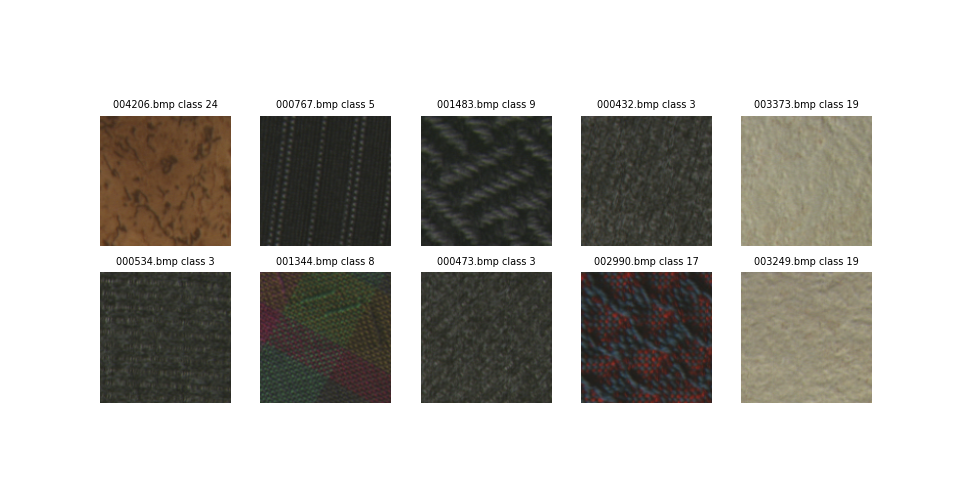 004206.bmp class 24
000767.bmp class 5
001483.bmp class 9
000432.bmp class 3
003373.bmp class 19
000534.bmp class 3
001344.bmp class 8
000473.bmp class 3
002990.bmp class 17
003249.bmp class 19